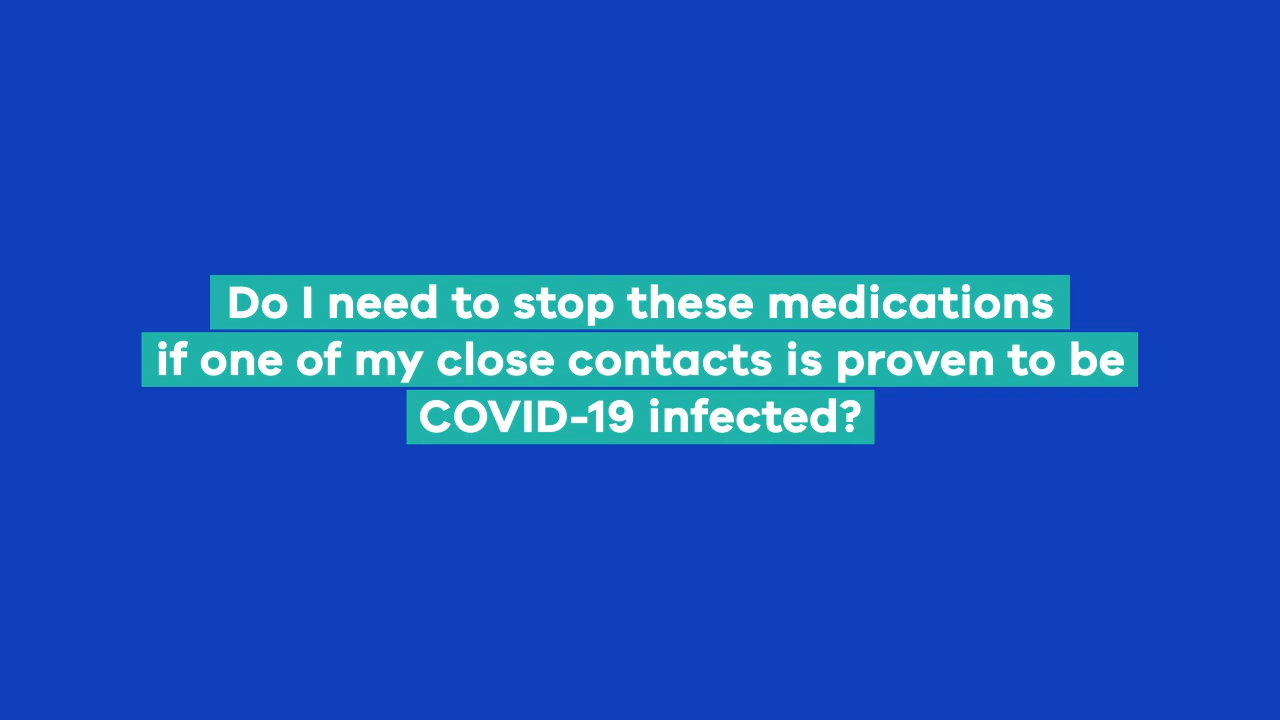 Do I need to stop these medications
if one of my close contacts is proven to be
COVID-19 infected?